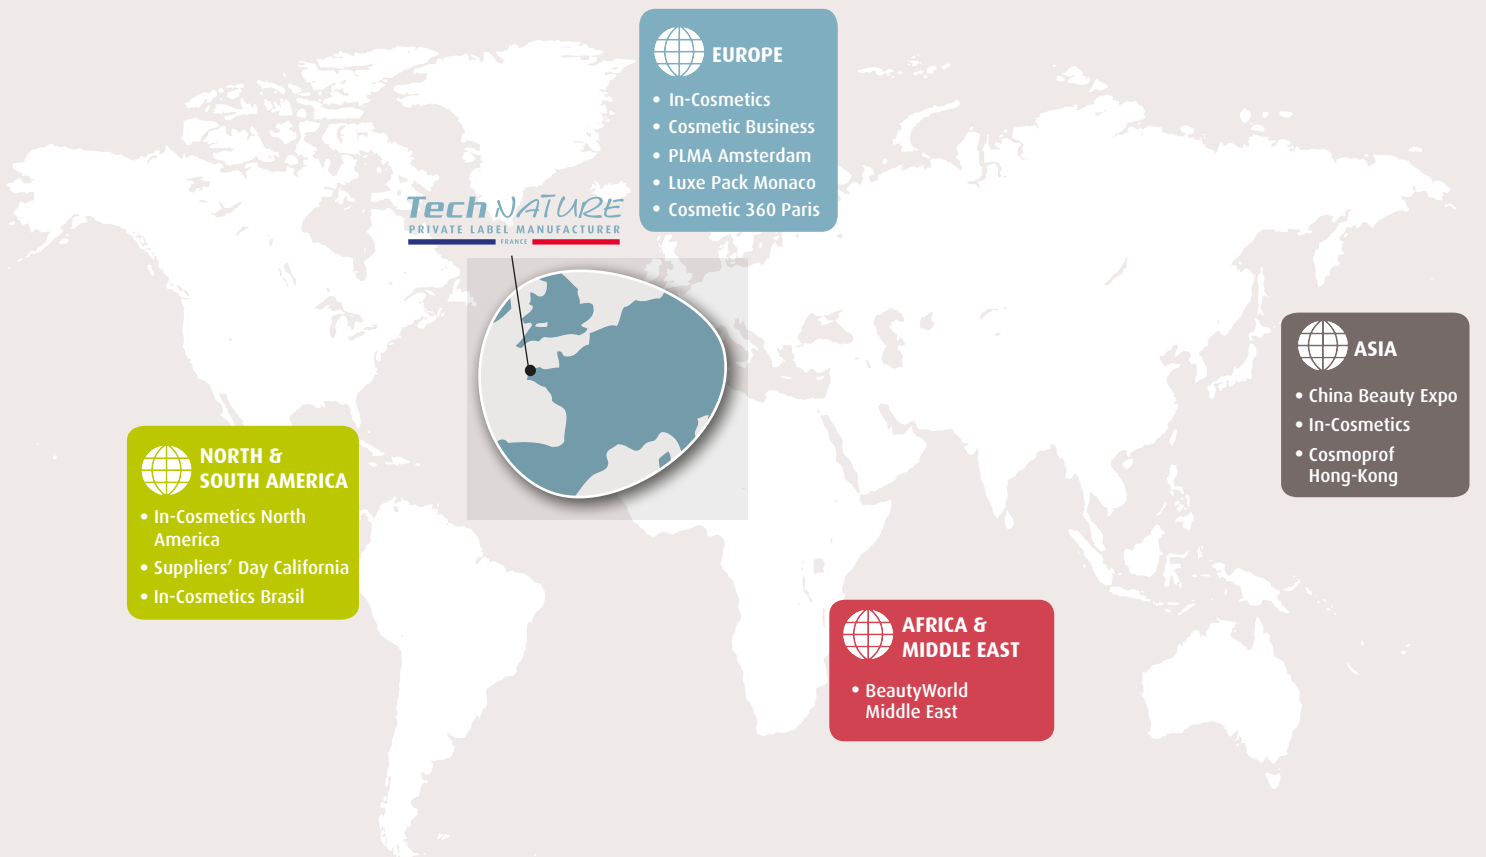 EUROPE
• In-Cosmetics
• Cosmetic Business
• PLMA Amsterdam
• Luxe Pack Monaco
• Cosmetic 360 Paris
Tech NATURE
PRIVATE LABEL MANUFACTURER
FRANCE
ASIA
• China Beauty Expo
• In-Cosmetics
• Cosmoprof
Hong-Kong
NORTH &
SOUTH AMERICA
• In-Cosmetics North
America
• Suppliers’ Day California
• In-Cosmetics Brasil
AFRICA &
MIDDLE EAST
• BeautyWorld
Middle East